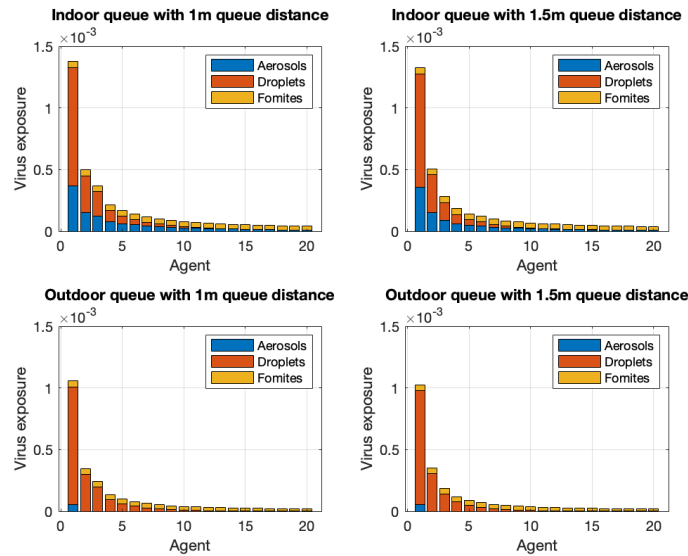 Indoor queue with 1m queue distance
×10⁻³
1.5
1
0.5
0
Virus exposure
Aerosols
Droplets
Fomites
0 5 10 15 20
Agent
Indoor queue with 1.5m queue distance
×10⁻³
1.5
1
0.5
0
Virus exposure
Aerosols
Droplets
Fomites
0 5 10 15 20
Agent
Outdoor queue with 1m queue distance
×10⁻³
1.5
1
0.5
0
Virus exposure
Aerosols
Droplets
Fomites
0 5 10 15 20
Agent
Outdoor queue with 1.5m queue distance
×10⁻³
1.5
1
0.5
0
Virus exposure
Aerosols
Droplets
Fomites
0 5 10 15 20
Agent